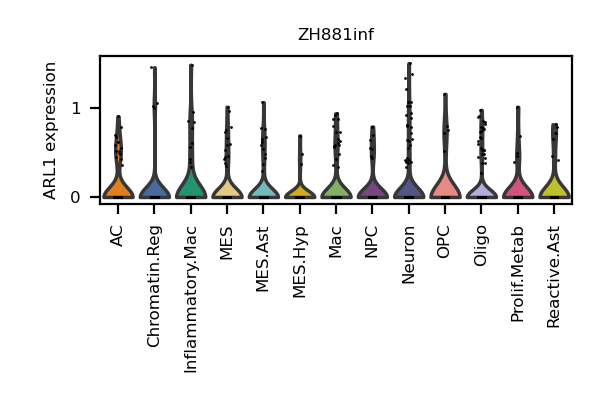 ZH881inf
ARL1 expression
1
0
AC
Chromatin.Reg
Inflammatory.Mac
MES
MES.Ast
MES.Hyp
Mac
NPC
Neuron
OPC
Oligo
Prolif.Metab
Reactive.Ast